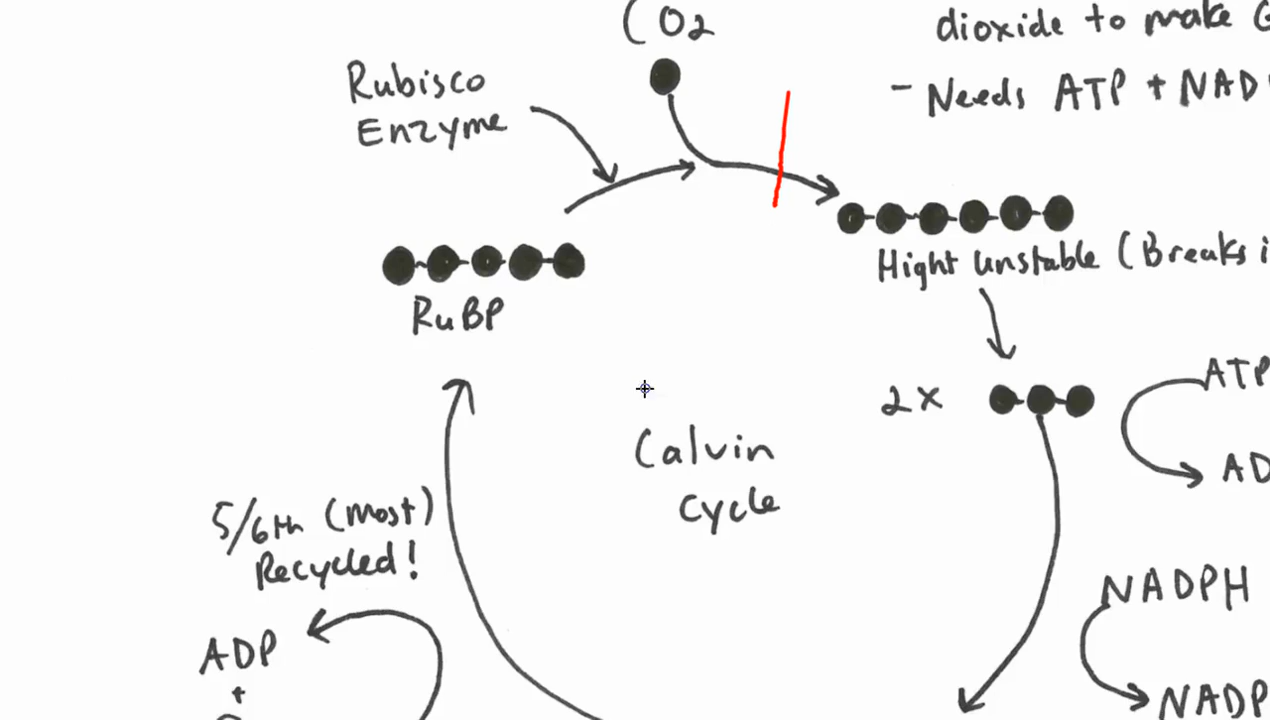 CO2
dioxide to make
Rubisco
Enzyme
- Needs ATP + NAD
Hight unstable (Breaks i
RuBP
ATP
2x
Calvin
Cycle
AD
5/6th (most)
Recycled!
NADPH
ADP
+
NADP